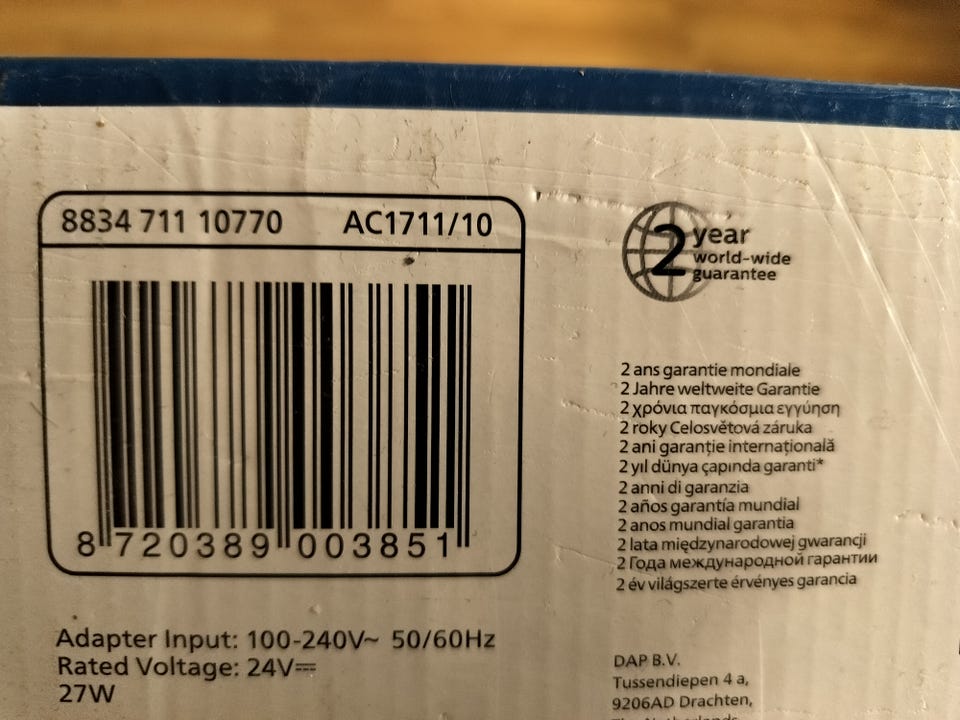 8834 711 10770 AC1711/10
8 720389 003851
Adapter Input: 100-240V~ 50/60Hz
Rated Voltage: 24V⎓
27W
2 year
world-wide
guarantee
2 ans garantie mondiale
2 Jahre weltweite Garantie
2 χρόνια παγκόσμια εγγύηση
2 roky Celosvětová záruka
2 ani garanție internațională
2 yıl dünya çapında garanti*
2 anni di garanzia
2 años garantía mundial
2 anos mundial garantia
2 lata międzynarodowej gwarancji
2 Года международной гарантии
2 év világszerte érvényes garancia
DAP B.V.
Tussendiepen 4 a,
9206AD Drachten,
The Netherlands